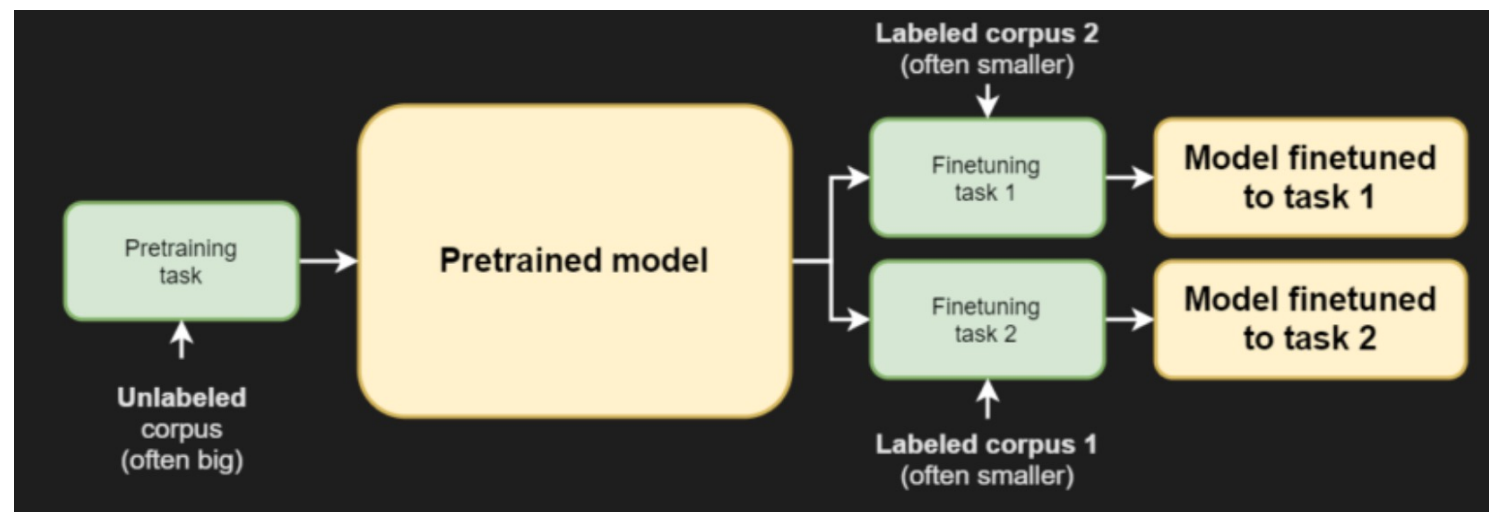 Labeled corpus 2
(often smaller)
Pretraining
task
Unlabeled
corpus
(often big)
Pretrained model
Finetuning
task 1
Model finetuned
to task 1
Finetuning
task 2
Model finetuned
to task 2
Labeled corpus 1
(often smaller)